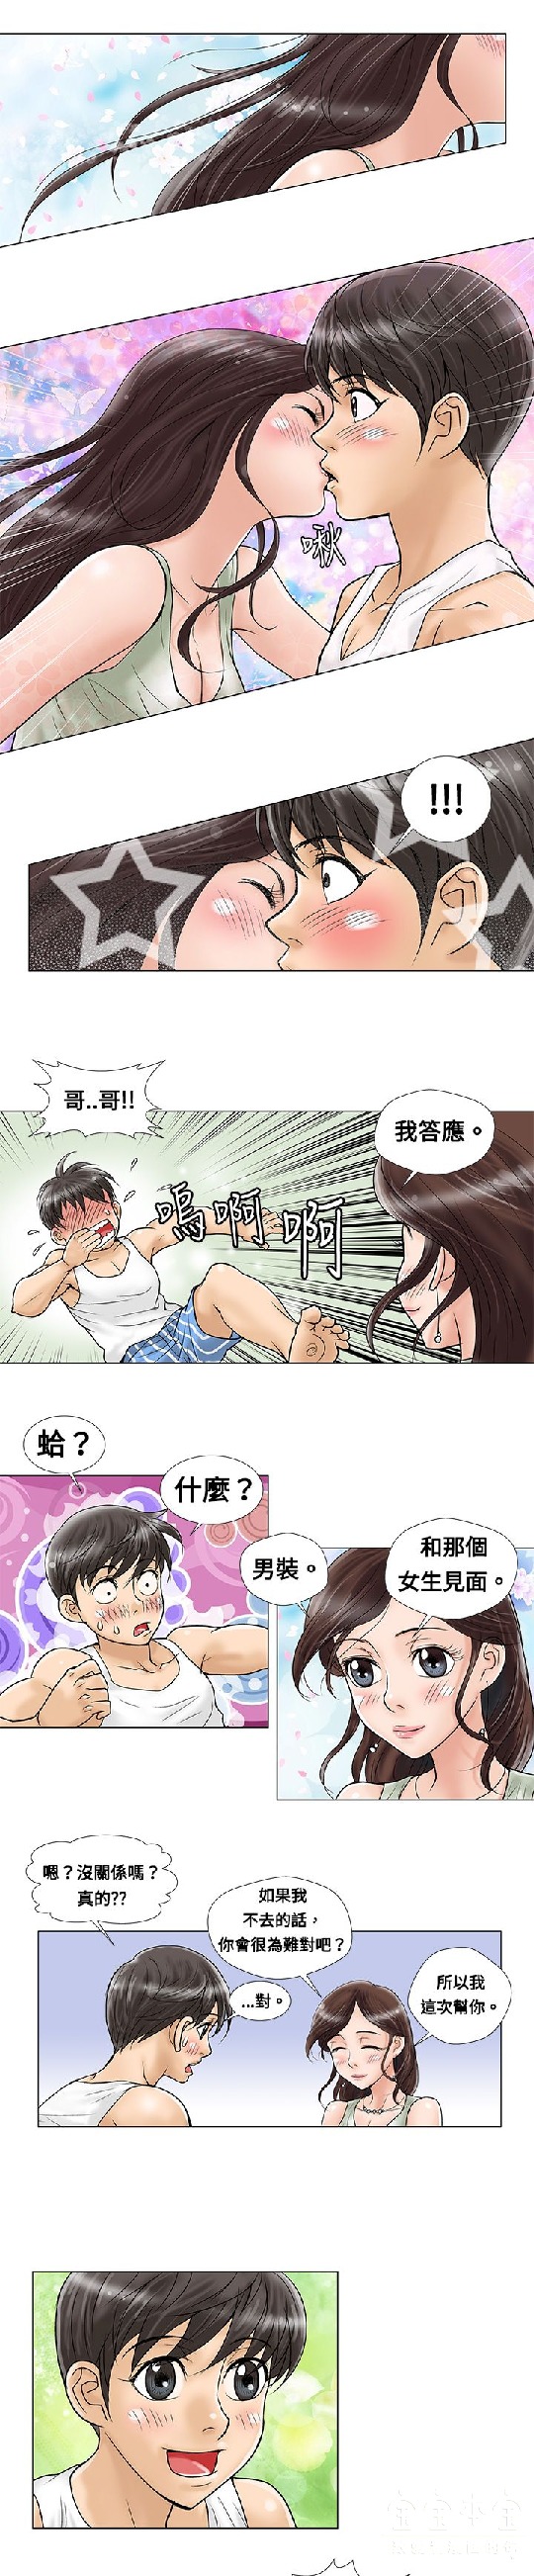 啾
!!!
哥..哥!!
我答應。
嗚啊啊
蛤？
什麼？
男裝。
和那個
女生見面。
嗯？沒關係嗎？
真的??
如果我
不去的話，
你會很為難對吧？
...對。
所以我
這次幫你。